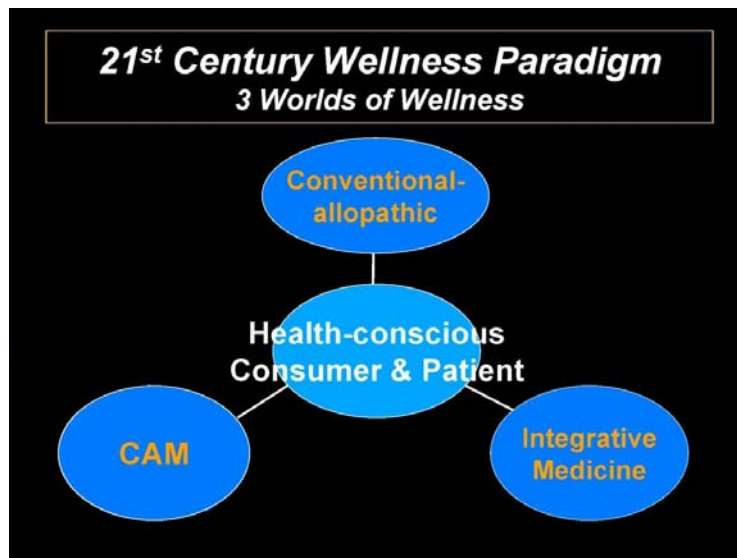 21st Century Wellness Paradigm
3 Worlds of Wellness
Conventional-
allopathic
Health-conscious
Consumer & Patient
CAM
Integrative
Medicine